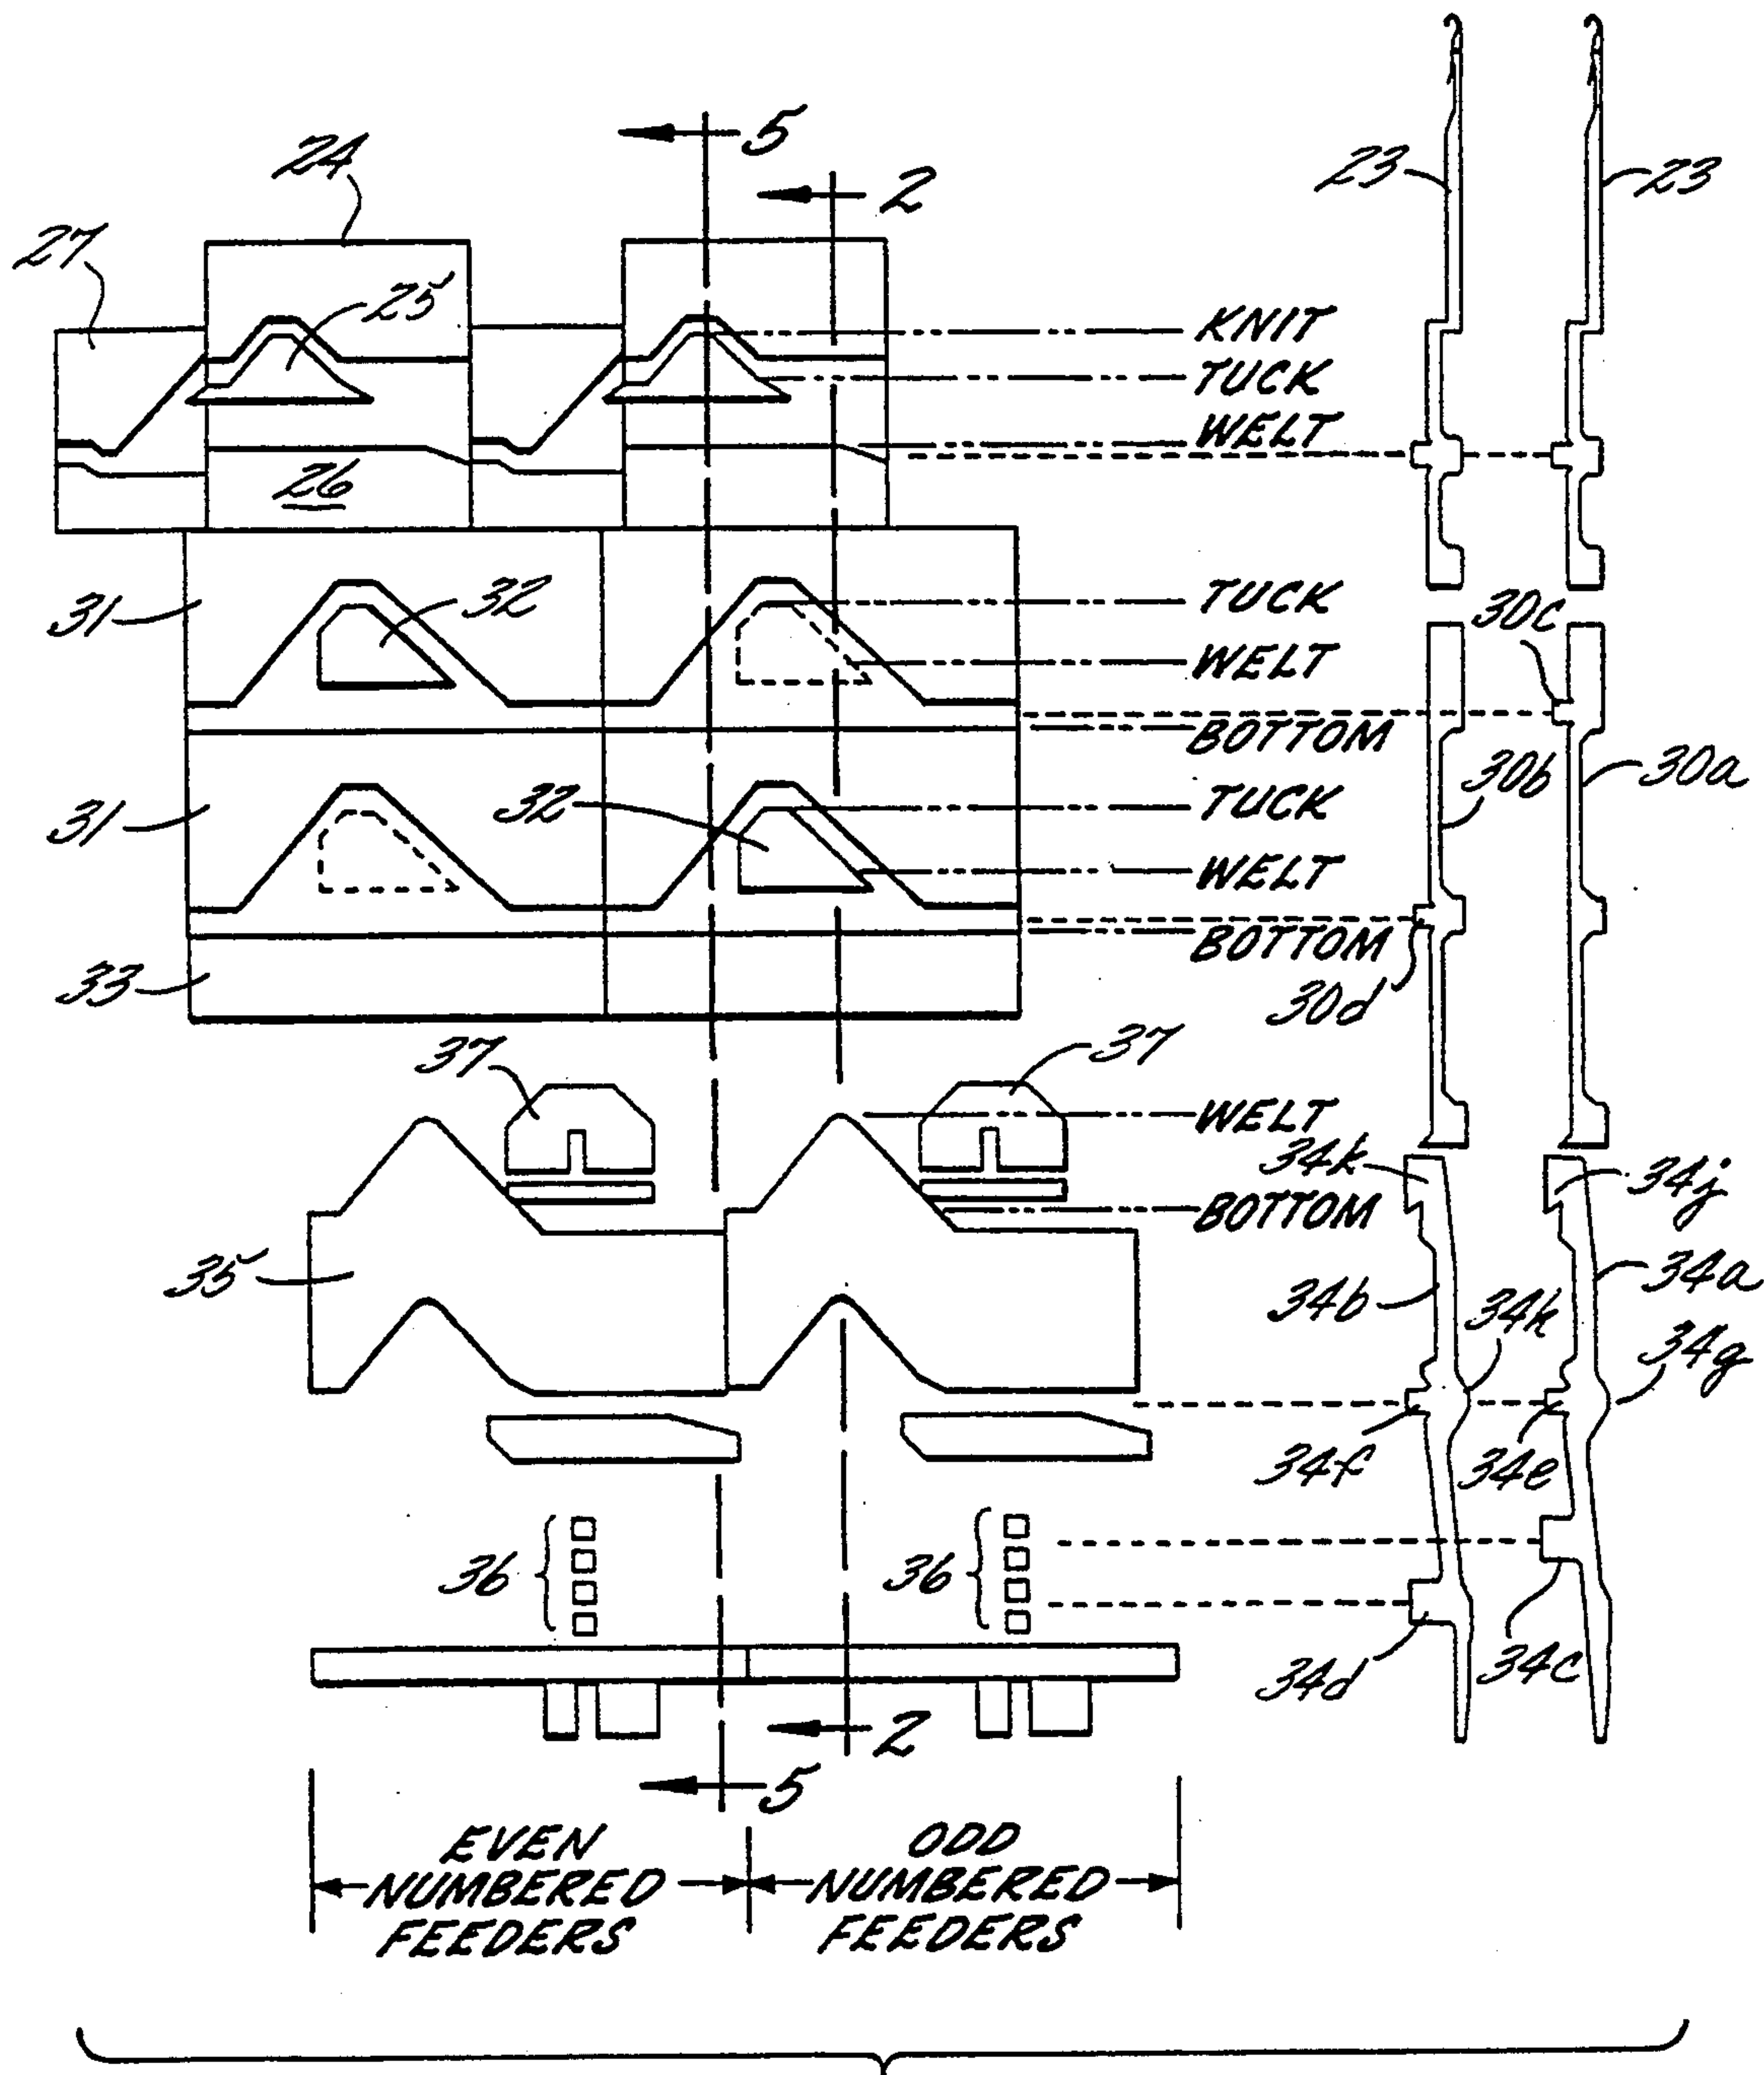 5
2
24
23
23
27
25
KNIT
TUCK
WELT
26
31
32
TUCK
30c
WELT
BOTTOM
30b
30a
31
32
TUCK
WELT
BOTTOM
33
30d
37
37
WELT
34k
34j
BOTTOM
35
34b
34a
34h
34g
34f
34e
36
36
34d
34c
2
5
EVEN
NUMBERED
FEEDERS
ODD
NUMBERED
FEEDERS